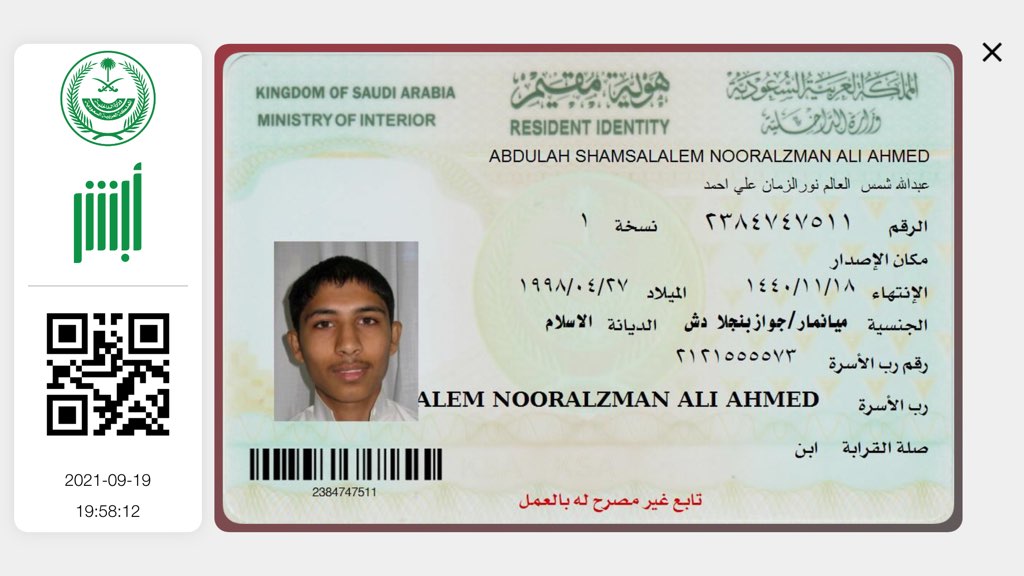 أبشر
2021-09-19
19:58:12
KINGDOM OF SAUDI ARABIA
MINISTRY OF INTERIOR
هوية مقيم
RESIDENT IDENTITY
المملكة العربية السعودية
وزارة الداخلية
ABDULAH SHAMSALALEM NOORALZMAN ALI AHMED
عبدالله شمس العالم نورالزمان علي احمد
الرقم ٢٣٨٤٧٤٧٥١١ نسخة ١
مكان الإصدار
الإنتهاء ١٤٤٠/١١/١٨ الميلاد ١٩٩٨/٠٤/٢٧
الجنسية ميانمار/جواز بنجلا دش الديانة الاسلام
رقم رب الأسرة ٢١٢١٥٥٥٥٧٣
رب الأسرة ALEM NOORALZMAN ALI AHMED
صلة القرابة ابن
2384747511
تابع غير مصرح له بالعمل